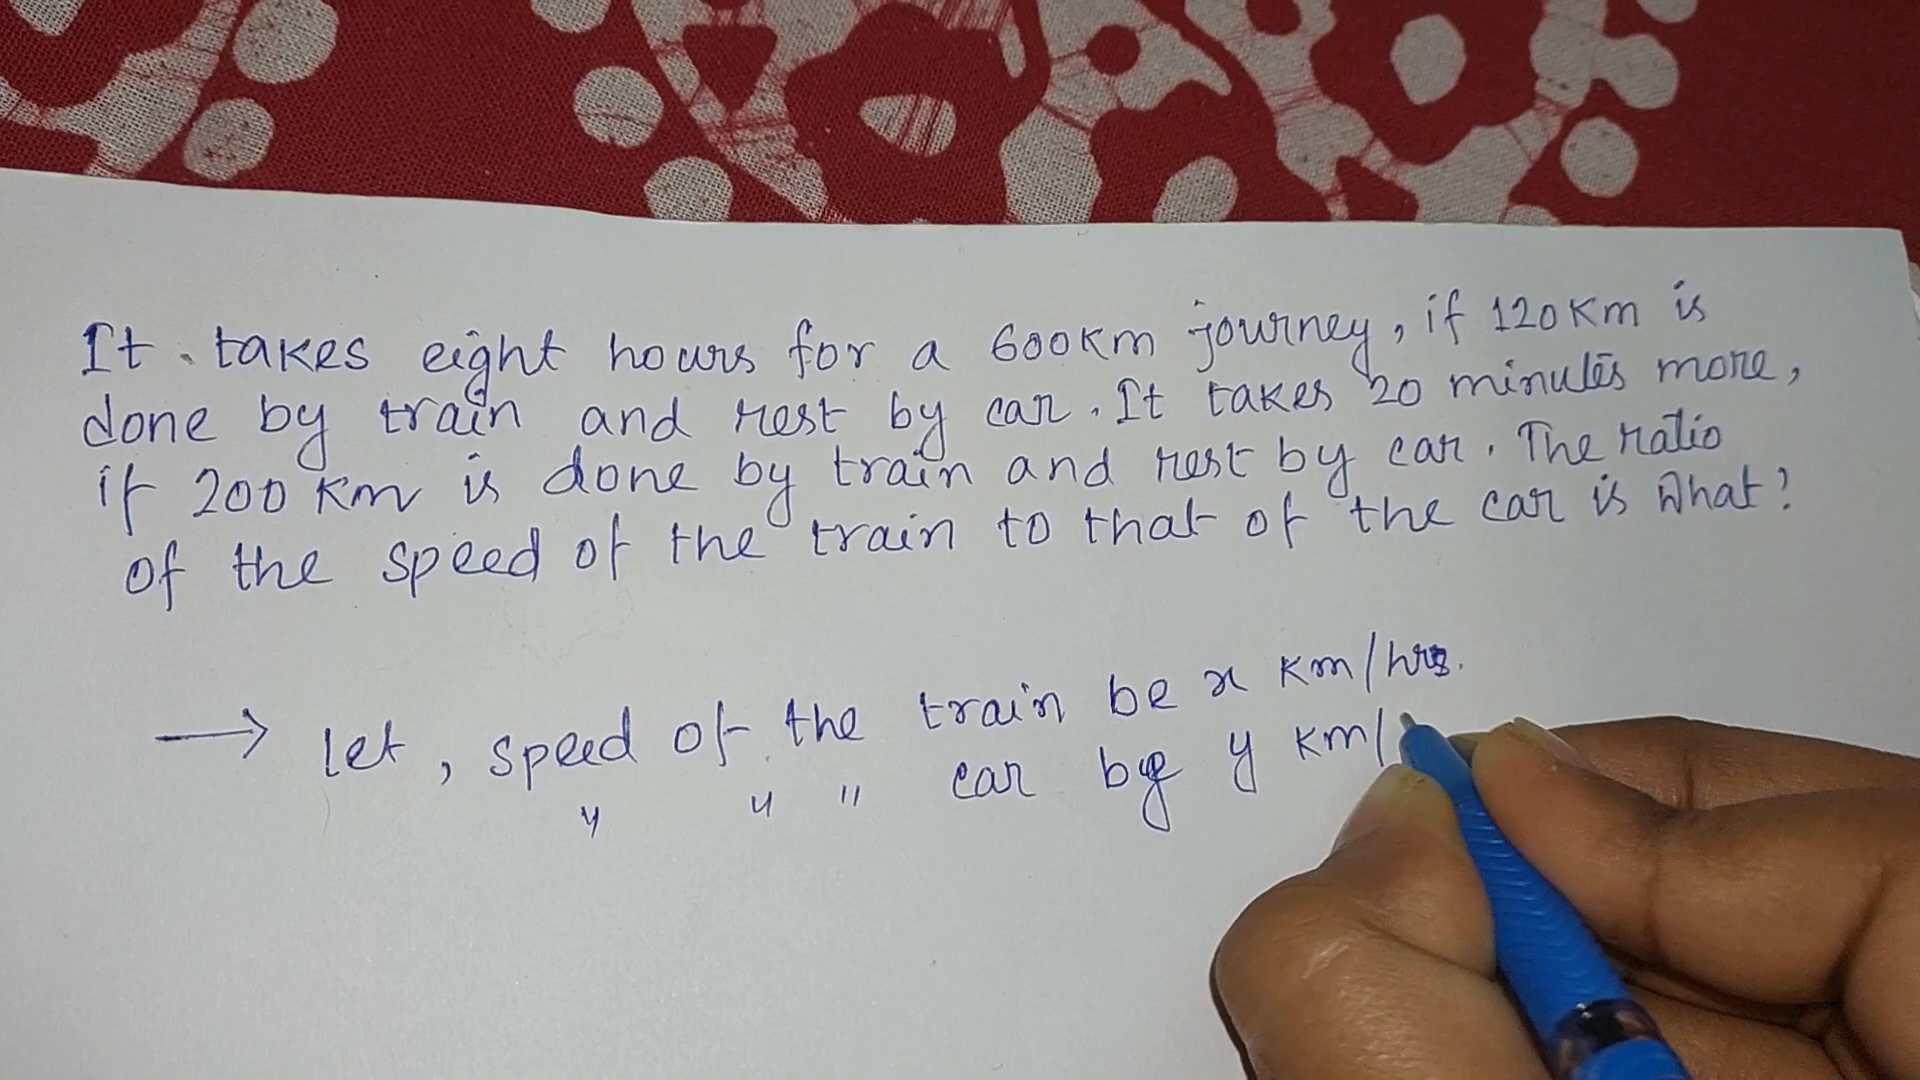 It takes eight hours for a 600km journey, if 120km is
done by train and rest by car. It takes 20 minutes more,
if 200 km is done by train and rest by car. The ratio
of the speed of the train to that of the car is What?
→ let, speed of the train be x km/hrs.
" " " car be y km/